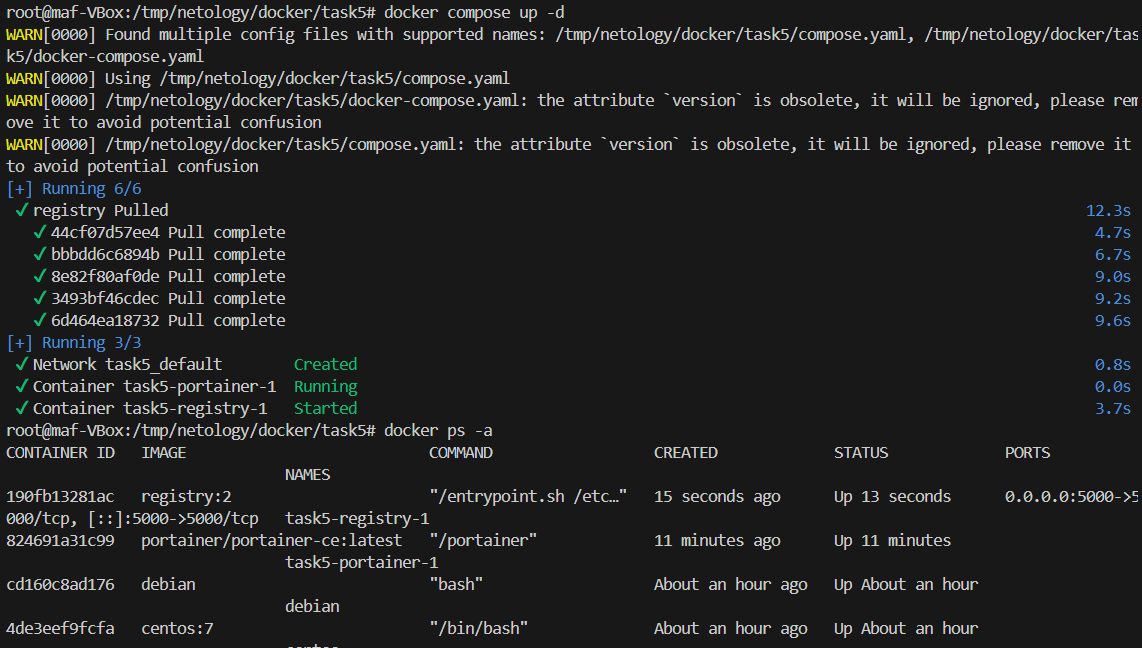 root@maf-VBox:/tmp/netology/docker/task5# docker compose up -d
WARN[0000] Found multiple config files with supported names: /tmp/netology/docker/task5/compose.yaml, /tmp/netology/docker/tas
k5/docker-compose.yaml
WARN[0000] Using /tmp/netology/docker/task5/compose.yaml
WARN[0000] /tmp/netology/docker/task5/docker-compose.yaml: the attribute `version` is obsolete, it will be ignored, please rem
ove it to avoid potential confusion
WARN[0000] /tmp/netology/docker/task5/compose.yaml: the attribute `version` is obsolete, it will be ignored, please remove it
to avoid potential confusion
[+] Running 6/6
✓ registry Pulled 12.3s
✓ 44cf07d57ee4 Pull complete 4.7s
✓ bbbdd6c6894b Pull complete 6.7s
✓ 8e82f80af0de Pull complete 9.0s
✓ 3493bf46cdec Pull complete 9.2s
✓ 6d464ea18732 Pull complete 9.6s
[+] Running 3/3
✓ Network task5_default Created 0.8s
✓ Container task5-portainer-1 Running 0.0s
✓ Container task5-registry-1 Started 3.7s
root@maf-VBox:/tmp/netology/docker/task5# docker ps -a
CONTAINER ID IMAGE COMMAND CREATED STATUS PORTS
NAMES
190fb13281ac registry:2 "/entrypoint.sh /etc…" 15 seconds ago Up 13 seconds 0.0.0.0:5000->5
000/tcp, [::]:5000->5000/tcp task5-registry-1
824691a31c99 portainer/portainer-ce:latest "/portainer" 11 minutes ago Up 11 minutes
task5-portainer-1
cd160c8ad176 debian "bash" About an hour ago Up About an hour
debian
4de3eef9fcfa centos:7 "/bin/bash" About an hour ago Up About an hour